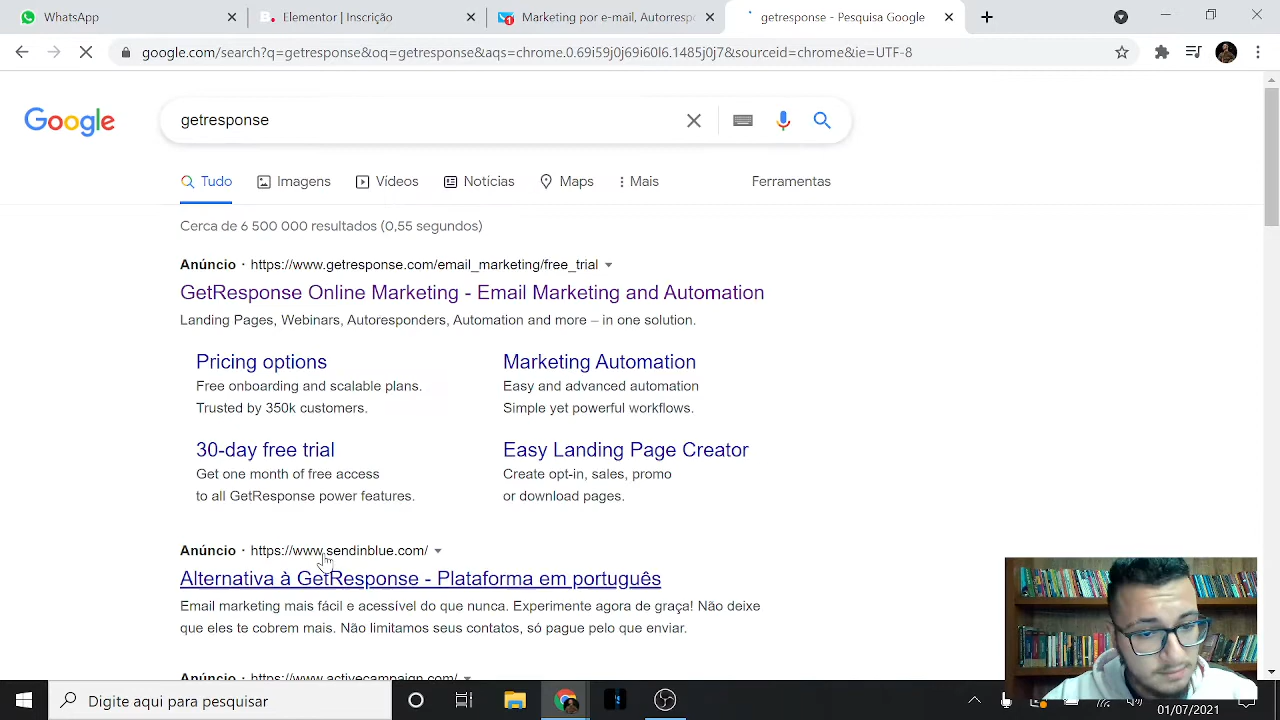 WhatsApp
Elementor | Inscrição
Marketing por e-mail, Autorresp
getresponse - Pesquisa Google
google.com/search?q=getresponse&oq=getresponse&aqs=chrome.0.69i59j0j69i60l6.1485j0j7&sourceid=chrome&ie=UTF-8
Google
getresponse
Tudo
Imagens
Vídeos
Notícias
Maps
Mais
Ferramentas
Cerca de 6 500 000 resultados (0,55 segundos)
Anúncio · https://www.getresponse.com/email_marketing/free_trial
GetResponse Online Marketing - Email Marketing and Automation
Landing Pages, Webinars, Autoresponders, Automation and more – in one solution.
Pricing options
Free onboarding and scalable plans.
Trusted by 350k customers.
Marketing Automation
Easy and advanced automation
Simple yet powerful workflows.
30-day free trial
Get one month of free access
to all GetResponse power features.
Easy Landing Page Creator
Create opt-in, sales, promo
or download pages.
Anúncio · https://www.sendinblue.com/
Alternativa à GetResponse - Plataforma em português
Email marketing mais fácil e acessível do que nunca. Experimente agora de graça! Não deixe
que eles te cobrem mais. Não limitamos seus contatos, só pague pelo que enviar.
Anúncio · https://www.activecampaign.com/
Digite aqui para pesquisar
01/07/2021